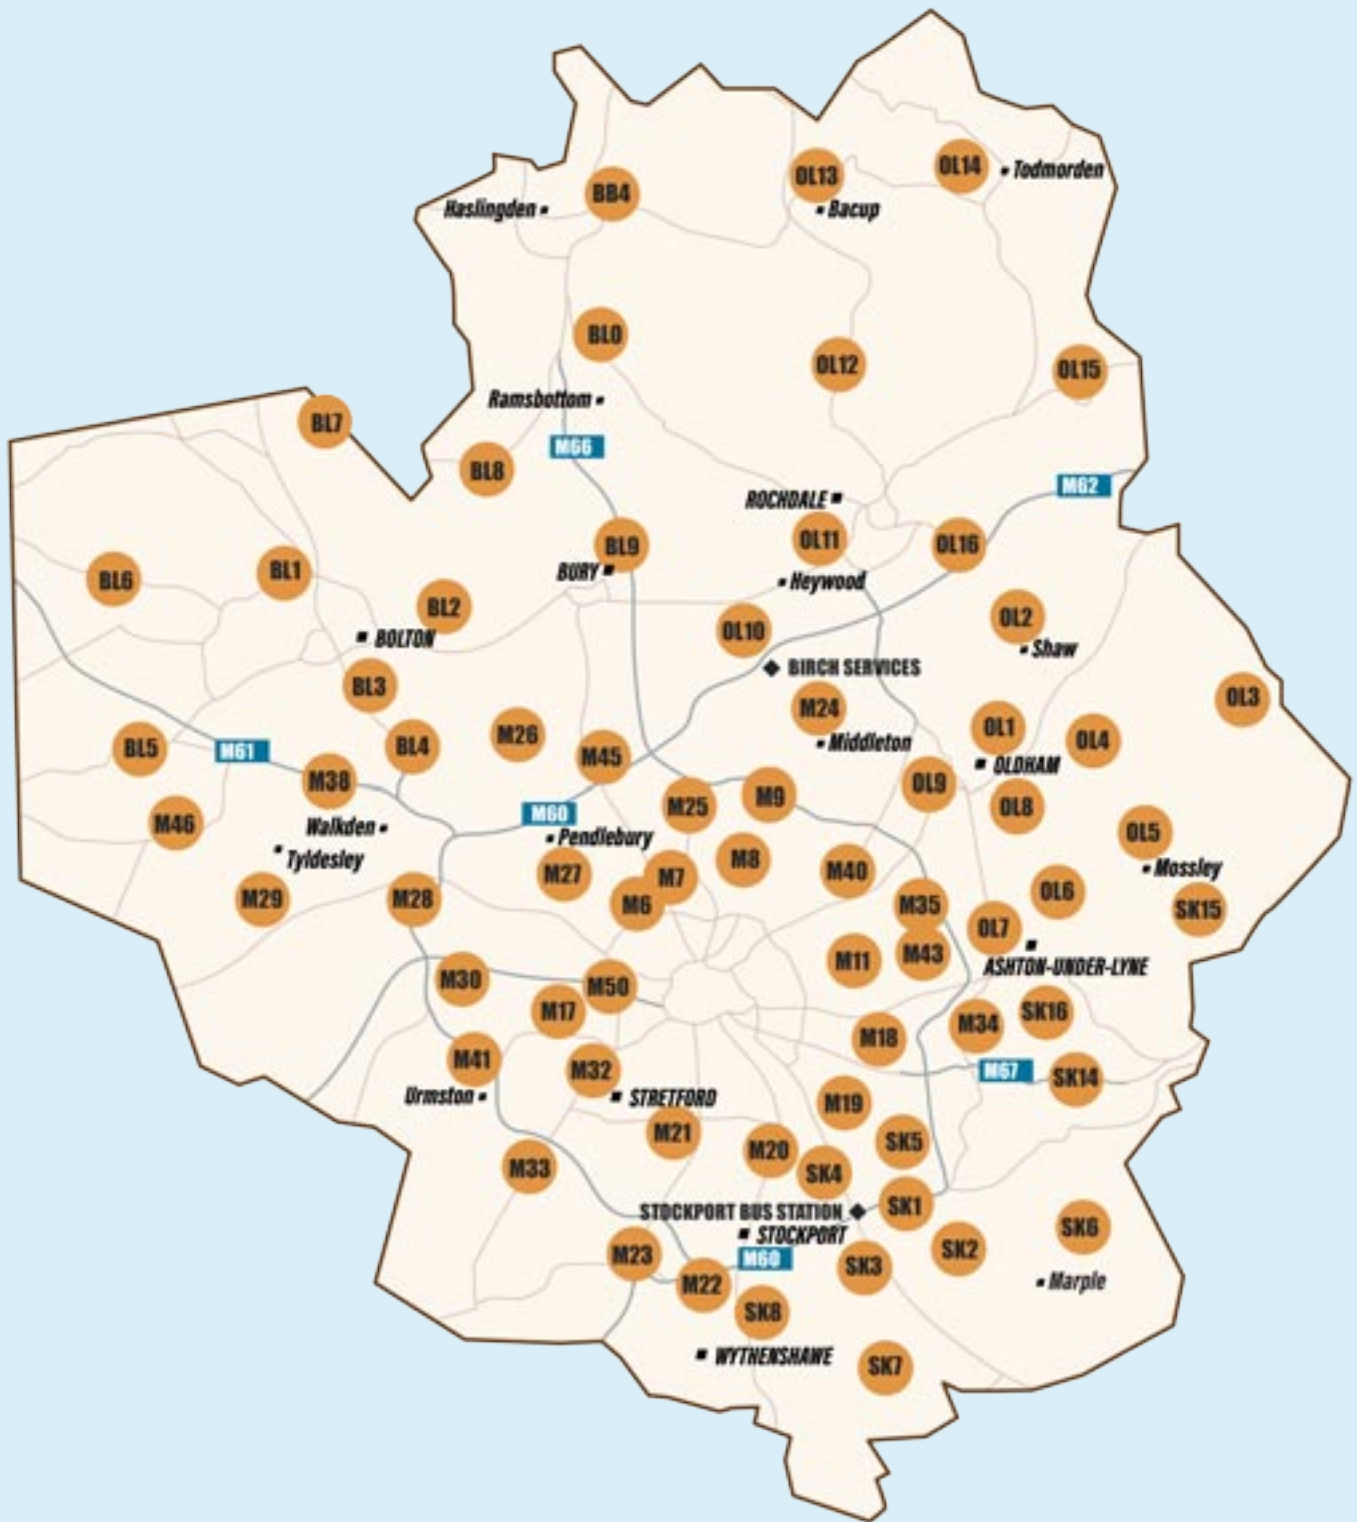 OL14
Todmorden
OL13
BB4
Haslingden
Bacup
BL0
OL12
OL15
Ramsbottom
BL7
M66
BL8
M62
ROCHDALE
OL11
OL16
BL9
BURY
Heywood
BL6
BL1
BL2
OL2
OL10
BOLTON
Shaw
BIRCH SERVICES
BL3
OL3
M24
OL1
M26
OL4
Middleton
BL5
M61
BL4
M45
OLDHAM
M38
OL9
M9
M25
OL8
M60
M46
Walkden
Pendlebury
OL5
Tyldesley
M8
Mossley
M27
M7
M40
OL6
M29
M28
M6
M35
SK15
OL7
M43
M11
ASHTON-UNDER-LYNE
M30
M50
M17
SK16
M34
M18
M41
M32
M67
SK14
Urmston
STRETFORD
M19
M21
SK5
M20
M33
SK4
SK1
STOCKPORT BUS STATION
STOCKPORT
SK6
SK2
M23
M60
SK3
M22
Marple
SK8
WYTHENSHAWE
SK7